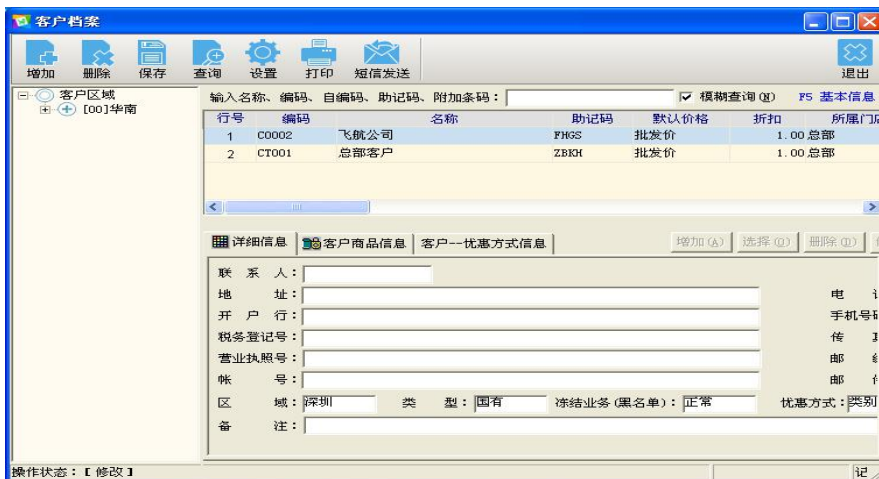 客户档案
增加 删除 保存 查询 设置 打印 短信发送 退出
客户区域
[00]华南
输入名称、编码、自编码、助记码、附加条码： 模糊查询(N) F5 基本信息
行号 编码 名称 助记码 默认价格 折扣 所属门店
1 C0002 飞航公司 FHGS 批发价 1.00 总部
2 CT001 总部客户 ZBKH 批发价 1.00 总部
详细信息 客户商品信息 客户--优惠方式信息 增加(A) 选择(Q) 删除(D)
联系人：
地址： 电
开户行： 手机号码
税务登记号： 传
营业执照号： 邮
帐号： 邮
区域：深圳 类型：国有 冻结业务(黑名单)：正常 优惠方式：类别
备注：
操作状态：【修改】 记